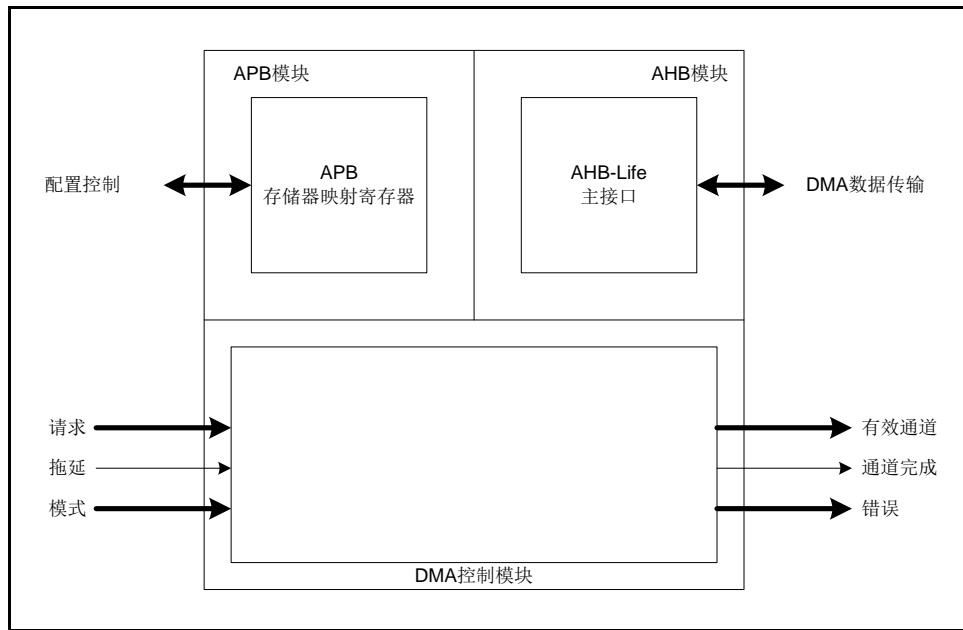 APB模块
AHB模块
APB
存储器映射寄存器
AHB-Life
主接口
配置控制
DMA数据传输
请求
拖延
模式
有效通道
通道完成
错误
DMA控制模块